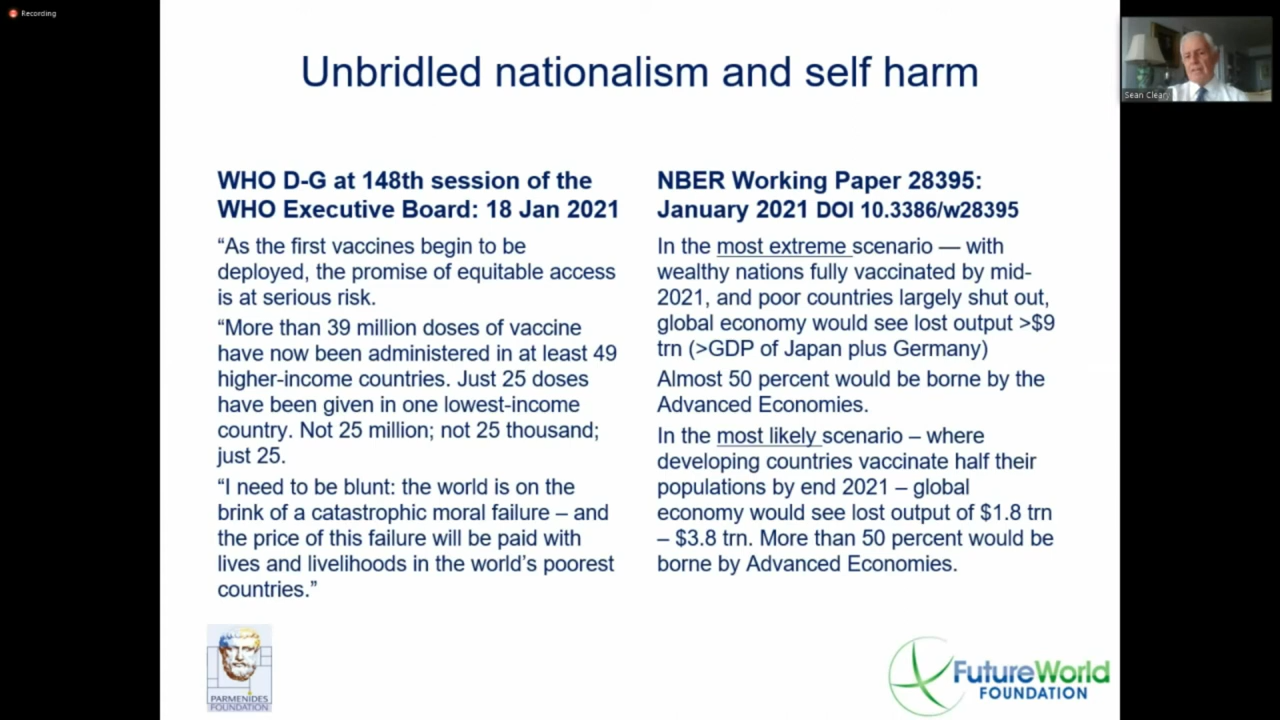 Recording
Unbridled nationalism and self harm
Sean Cleary
WHO D-G at 148th session of the
WHO Executive Board: 18 Jan 2021
“As the first vaccines begin to be
deployed, the promise of equitable access
is at serious risk.
“More than 39 million doses of vaccine
have now been administered in at least 49
higher-income countries. Just 25 doses
have been given in one lowest-income
country. Not 25 million; not 25 thousand;
just 25.
“I need to be blunt: the world is on the
brink of a catastrophic moral failure – and
the price of this failure will be paid with
lives and livelihoods in the world’s poorest
countries.”
NBER Working Paper 28395:
January 2021 DOI 10.3386/w28395
In the most extreme scenario — with
wealthy nations fully vaccinated by mid-
2021, and poor countries largely shut out,
global economy would see lost output >$9
trn (>GDP of Japan plus Germany)
Almost 50 percent would be borne by the
Advanced Economies.
In the most likely scenario – where
developing countries vaccinate half their
populations by end 2021 – global
economy would see lost output of $1.8 trn
– $3.8 trn. More than 50 percent would be
borne by Advanced Economies.
PARMENIDES
FOUNDATION
FutureWorld
FOUNDATION